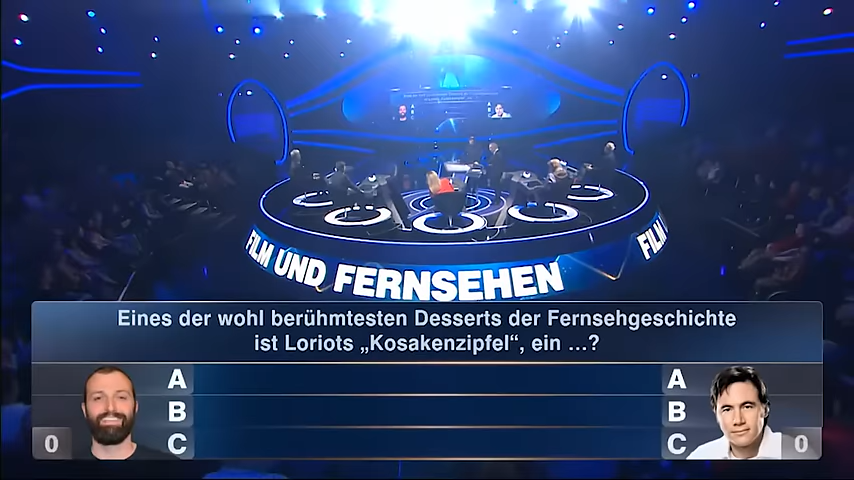 FILM UND FERNSEHEN
FILM
Eines der wohl berühmtesten Desserts der Fernsehgeschichte
ist Loriots „Kosakenzipfel“, ein ...?
A
A
B
B
0
C
C
0